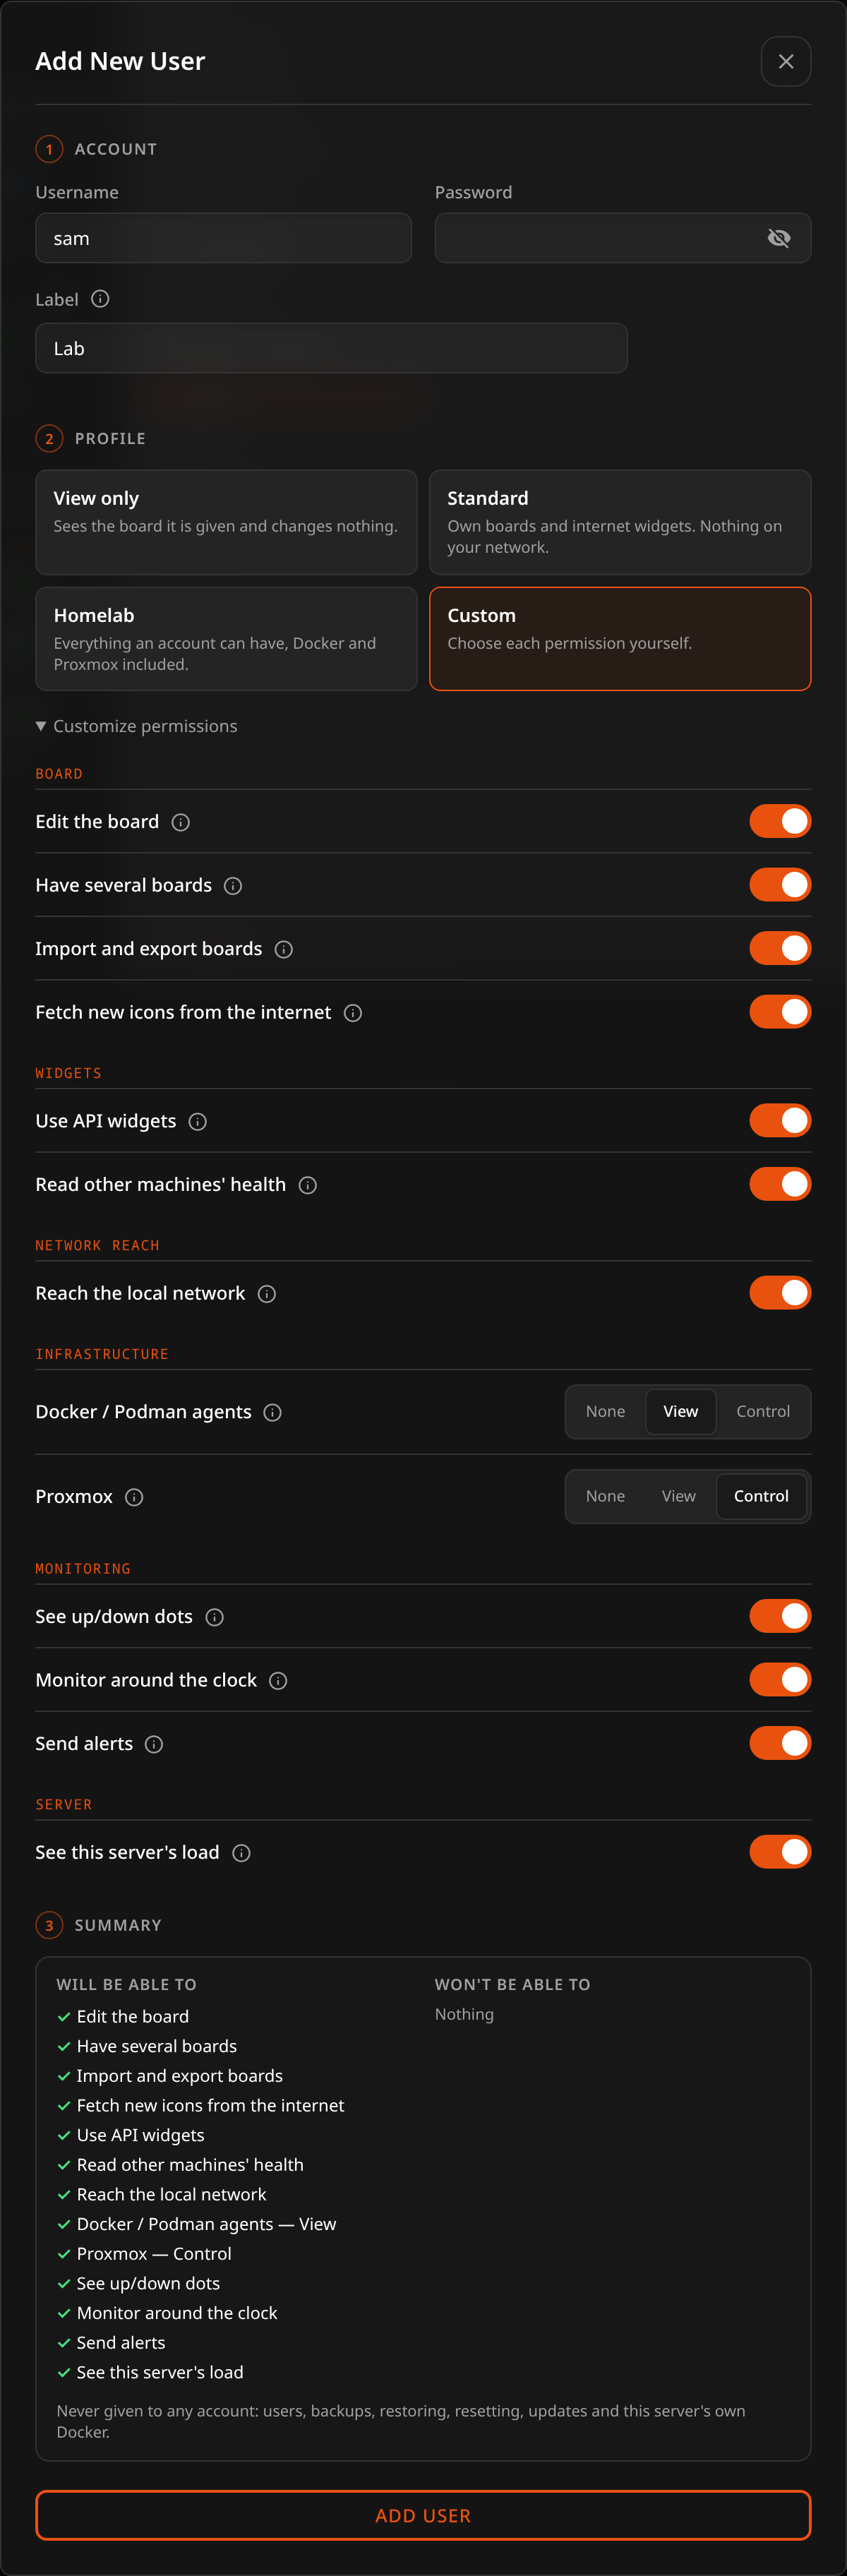 Add New User
1 ACCOUNT
Username
Password
sam
Label
Lab
2 PROFILE
View only
Sees the board it is given and changes nothing.
Standard
Own boards and internet widgets. Nothing on
your network.
Homelab
Everything an account can have, Docker and
Proxmox included.
Custom
Choose each permission yourself.
Customize permissions
BOARD
Edit the board
Have several boards
Import and export boards
Fetch new icons from the internet
WIDGETS
Use API widgets
Read other machines' health
NETWORK REACH
Reach the local network
INFRASTRUCTURE
Docker / Podman agents
None View Control
Proxmox
None View Control
MONITORING
See up/down dots
Monitor around the clock
Send alerts
SERVER
See this server's load
3 SUMMARY
WILL BE ABLE TO
Edit the board
Have several boards
Import and export boards
Fetch new icons from the internet
Use API widgets
Read other machines' health
Reach the local network
Docker / Podman agents — View
Proxmox — Control
See up/down dots
Monitor around the clock
Send alerts
See this server's load
WON'T BE ABLE TO
Nothing
Never given to any account: users, backups, restoring, resetting, updates and this server's own
Docker.
ADD USER